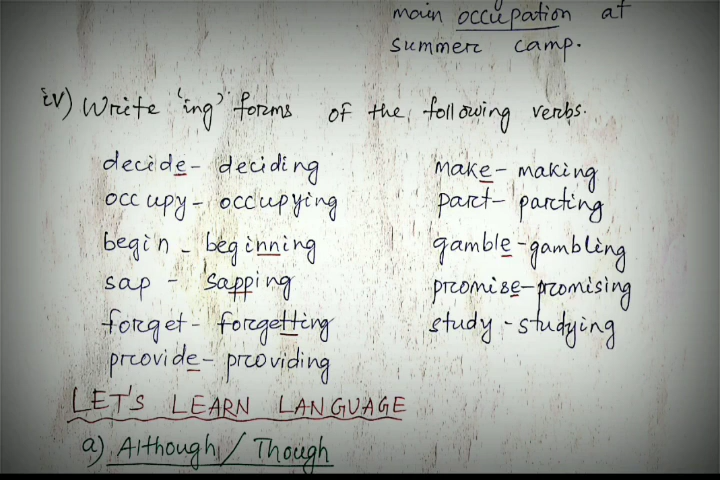 main occupation at
summer camp.
iv) Write 'ing' forms of the following verbs.
decide - deciding
occupy - occupying
begin - beginning
sap - sapping
forget - forgetting
provide - providing
make - making
part - parting
gamble - gambling
promise - promising
study - studying
LET'S LEARN LANGUAGE
a) Although / Though